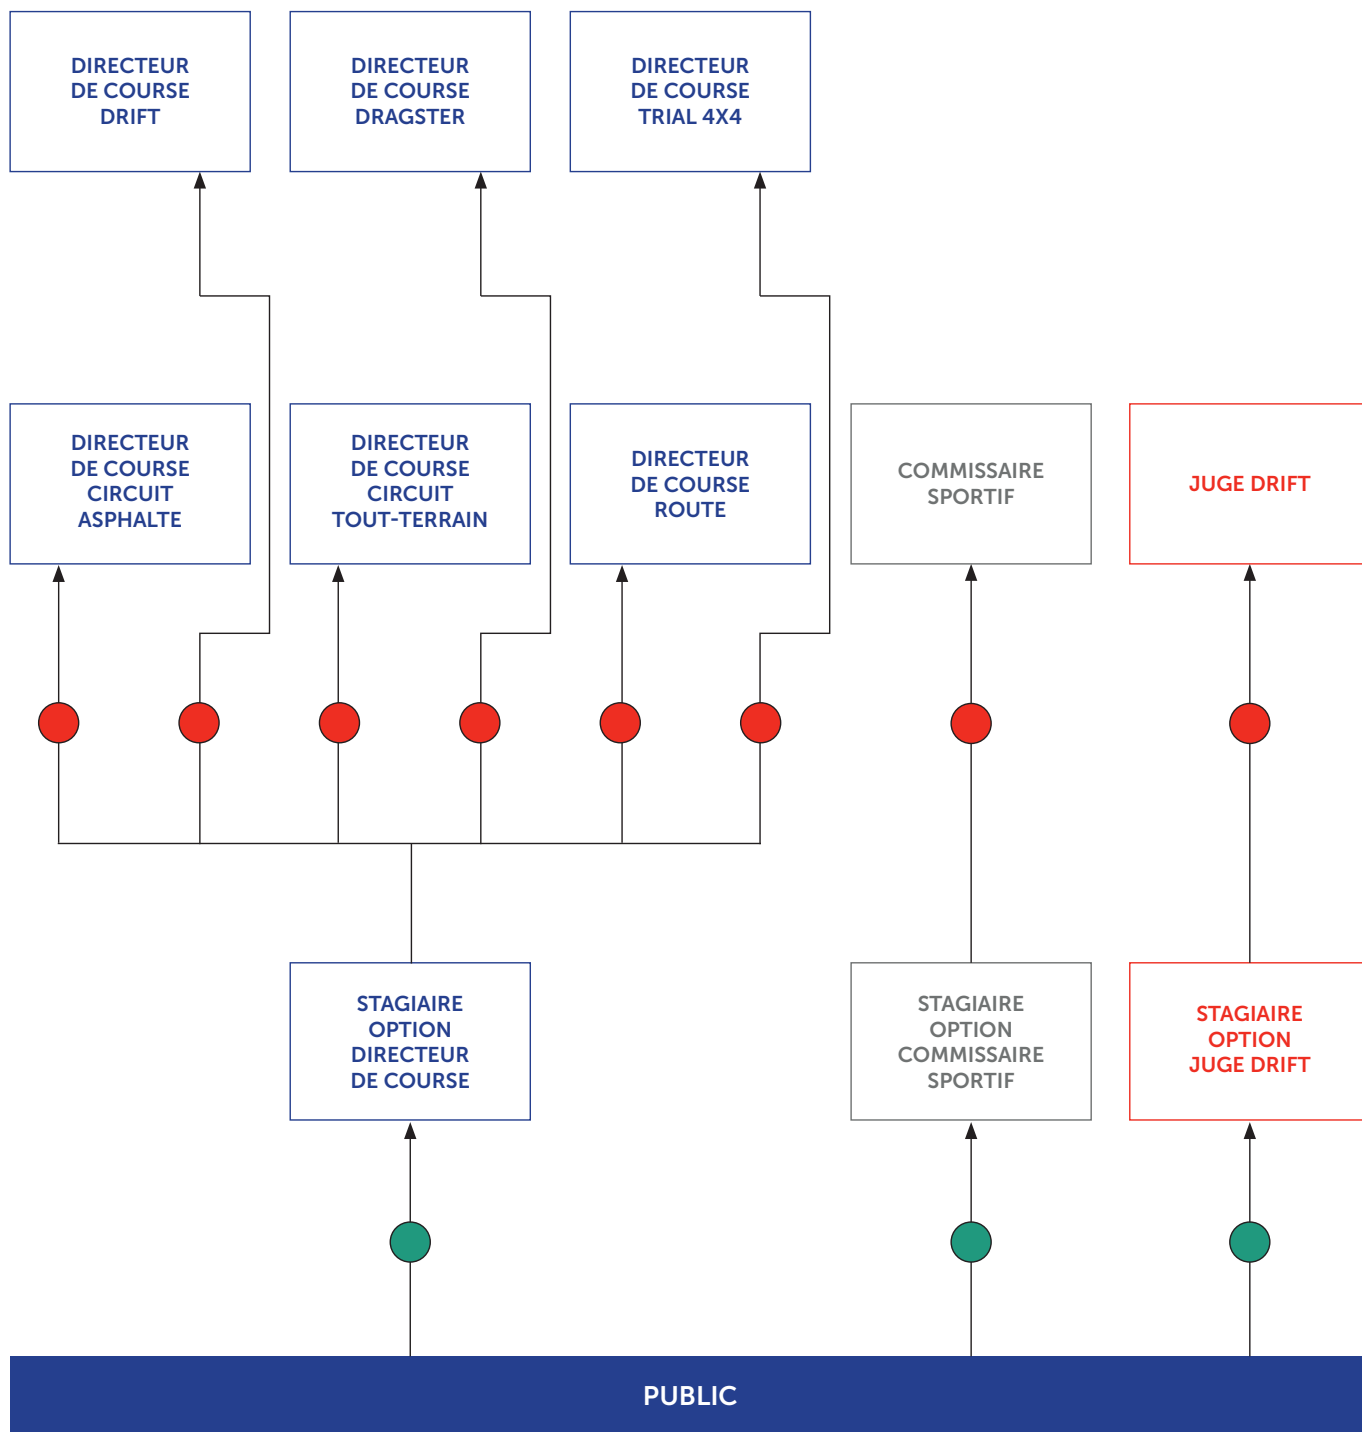 DIRECTEUR
DE COURSE
DRIFT
DIRECTEUR
DE COURSE
DRAGSTER
DIRECTEUR
DE COURSE
TRIAL 4X4
DIRECTEUR
DE COURSE
CIRCUIT
ASPHALTE
DIRECTEUR
DE COURSE
CIRCUIT
TOUT-TERRAIN
DIRECTEUR
DE COURSE
ROUTE
COMMISSAIRE
SPORTIF
JUGE DRIFT
STAGIAIRE
OPTION
DIRECTEUR
DE COURSE
STAGIAIRE
OPTION
COMMISSAIRE
SPORTIF
STAGIAIRE
OPTION
JUGE DRIFT
PUBLIC